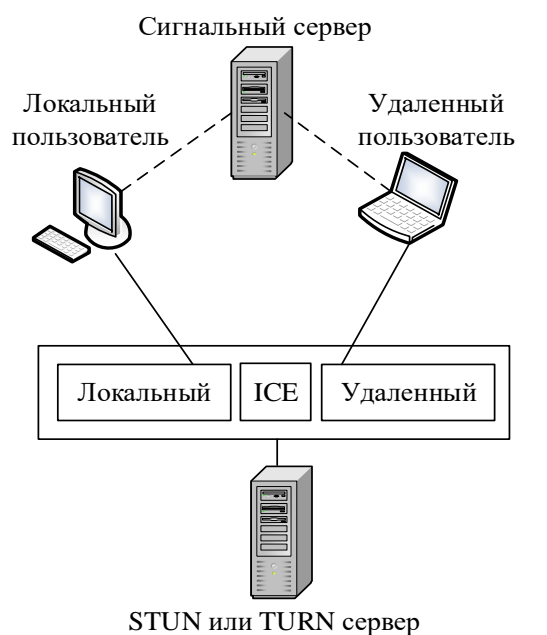 Сигнальный сервер
Локальный
пользователь
Удаленный
пользователь
Локальный
ICE
Удаленный
STUN или TURN сервер